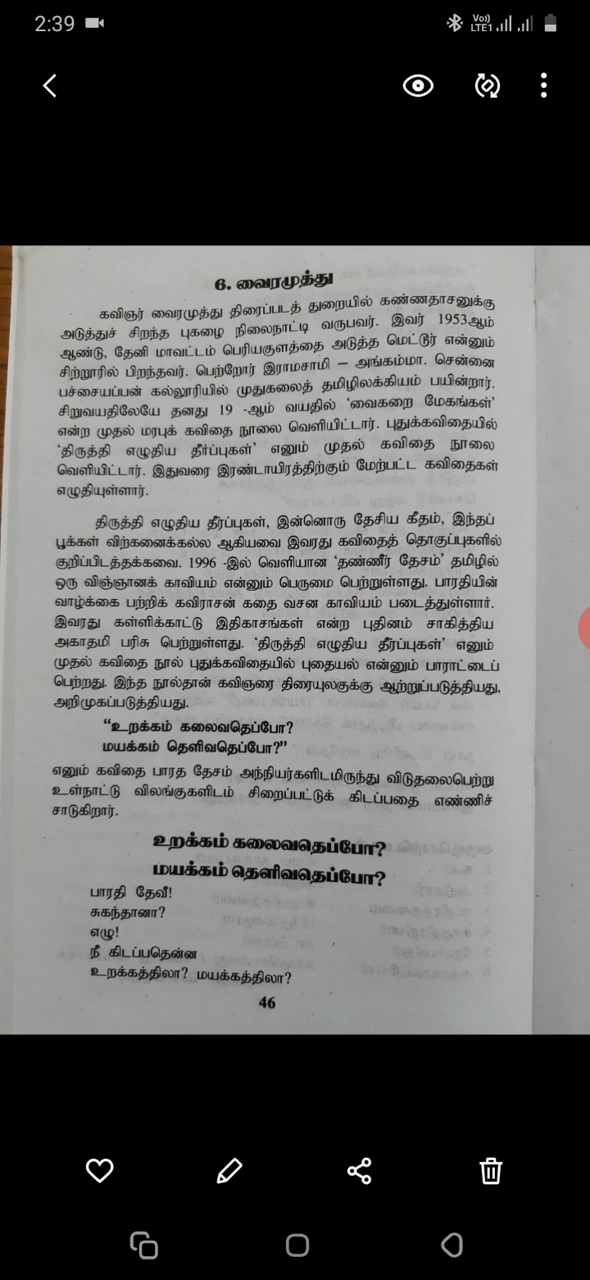 2:39
Vo))
LTE1
6. வைரமுத்து
கவிஞர் வைரமுத்து திரைப்படத் துறையில் கண்ணதாசனுக்கு
அடுத்துச் சிறந்த புகழை நிலைநாட்டி வருபவர். இவர் 1953ஆம்
ஆண்டு, தேனி மாவட்டம் பெரியகுளத்தை அடுத்த மெட்டூர் என்னும்
சிற்றூரில் பிறந்தவர். பெற்றோர் இராமசாமி – அங்கம்மா. சென்னை
பச்சையப்பன் கல்லூரியில் முதுகலைத் தமிழிலக்கியம் பயின்றார்.
சிறுவயதிலேயே தனது 19 -ஆம் வயதில் ‘வைகறை மேகங்கள்’
என்ற முதல் மரபுக் கவிதை நூலை வெளியிட்டார். புதுக்கவிதையில்
‘திருத்தி எழுதிய தீர்ப்புகள்’ எனும் முதல் கவிதை நூலை
வெளியிட்டார். இதுவரை இரண்டாயிரத்திற்கும் மேற்பட்ட கவிதைகள்
எழுதியுள்ளார்.
திருத்தி எழுதிய தீர்ப்புகள், இன்னொரு தேசிய கீதம், இந்தப்
பூக்கள் விற்கனைக்கல்ல ஆகியவை இவரது கவிதைத் தொகுப்புகளில்
குறிப்பிடத்தக்கவை. 1996 -இல் வெளியான ‘தண்ணீர் தேசம்’ தமிழில்
ஒரு விஞ்ஞானக் காவியம் என்னும் பெருமை பெற்றுள்ளது. பாரதியின்
வாழ்க்கை பற்றிக் கவிராசன் கதை வசன காவியம் படைத்துள்ளார்.
இவரது கள்ளிக்காட்டு இதிகாசங்கள் என்ற புதினம் சாகித்திய
அகாதமி பரிசு பெற்றுள்ளது. ‘திருத்தி எழுதிய தீர்ப்புகள்’ எனும்
முதல் கவிதை நூல் புதுக்கவிதையில் புதையல் என்னும் பாராட்டைப்
பெற்றது. இந்த நூல்தான் கவிஞரை திரையுலகுக்கு ஆற்றுப்படுத்தியது,
அறிமுகப்படுத்தியது.
“உறக்கம் கலைவதெப்போ?
மயக்கம் தெளிவதெப்போ?”
எனும் கவிதை பாரத தேசம் அந்நியர்களிடமிருந்து விடுதலைபெற்று
உள்நாட்டு விலங்குகளிடம் சிறைப்பட்டுக் கிடப்பதை எண்ணிச்
சாடுகிறார்.
உறக்கம் கலைவதெப்போ?
மயக்கம் தெளிவதெப்போ?
பாரதி தேவீ!
சுகந்தானா?
எழு!
நீ கிடப்பதென்ன
உறக்கத்திலா? மயக்கத்திலா?
46